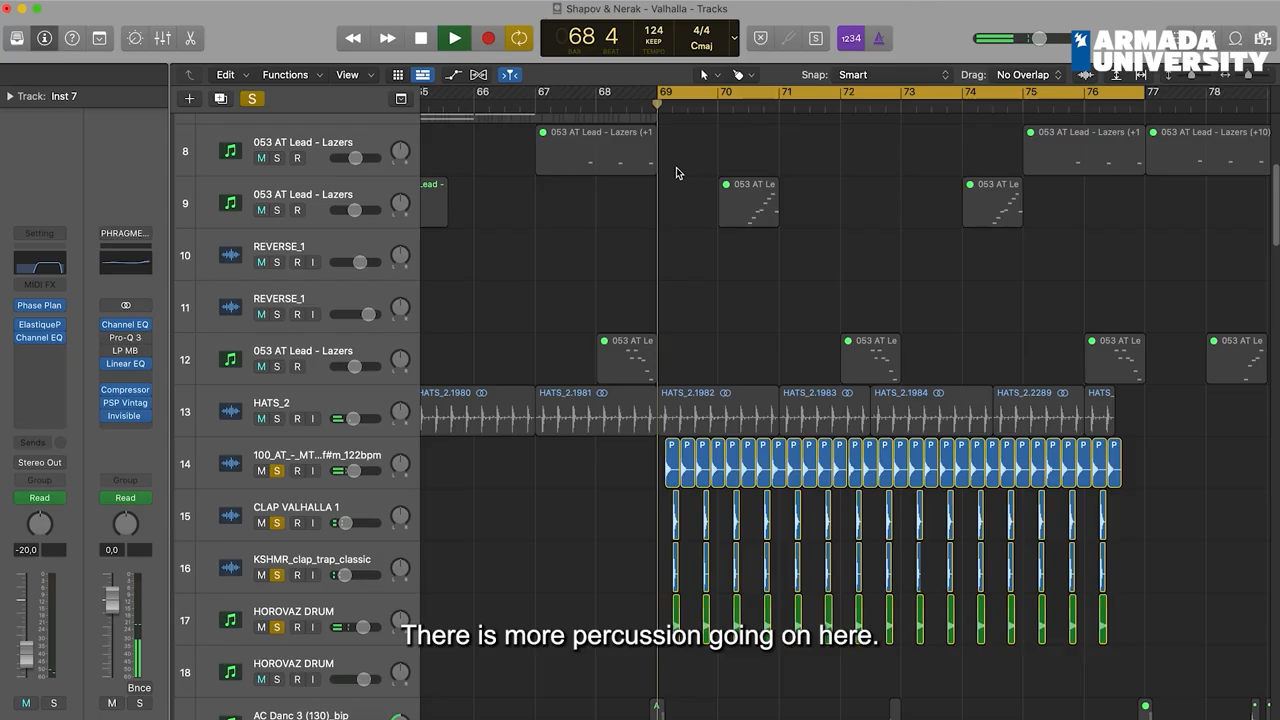 Shapov & Nerak - Valhalla - Tracks
68 4
BAR BEAT
124
KEEP
TEMPO
4/4
Cmaj
1234
ARMADA
UNIVERSITY
Edit Functions View
Snap: Smart
Drag: No Overlap
Track: Inst 7
S
65 66 67 68 69 70 71 72 73 74 75 76 77 78
8
053 AT Lead - Lazers
M S R
053 AT Lead - Lazers (+1
053 AT Lead - Lazers (+1
053 AT Lead - Lazers (+10)
9
053 AT Lead - Lazers
M S R
Lead -
053 AT Le
053 AT Le
10
REVERSE_1
M S R I
11
REVERSE_1
M S R I
12
053 AT Lead - Lazers
M S R
053 AT Le
053 AT Le
053 AT Le
053 AT Le
13
HATS_2
M S R I
HATS_2.1980
HATS_2.1981
HATS_2.1982
HATS_2.1983
HATS_2.1984
HATS_2.2289
HATS_
14
100_AT_-_MT...f#m_122bpm
M S R I
P P P P P P P P P P P P P P P P P P P P P P P P P P P P P P
15
CLAP VALHALLA 1
M S R I
16
KSHMR_clap_trap_classic
M S R I
17
HOROVAZ DRUM
M S R I
18
HOROVAZ DRUM
M S R I
AC Danc 3 (130)_bip
A
Setting
PHRAGME...
MIDI FX
Phase Plan
ElastiqueP
Channel EQ
Channel EQ
Pro-Q 3
LP MB
Linear EQ
Compressor
PSP Vintag
Invisible
Sends
Stereo Out
Group
Group
Read
Read
-20,0
0,0
Bnce
M S
M S
There is more percussion going on here.